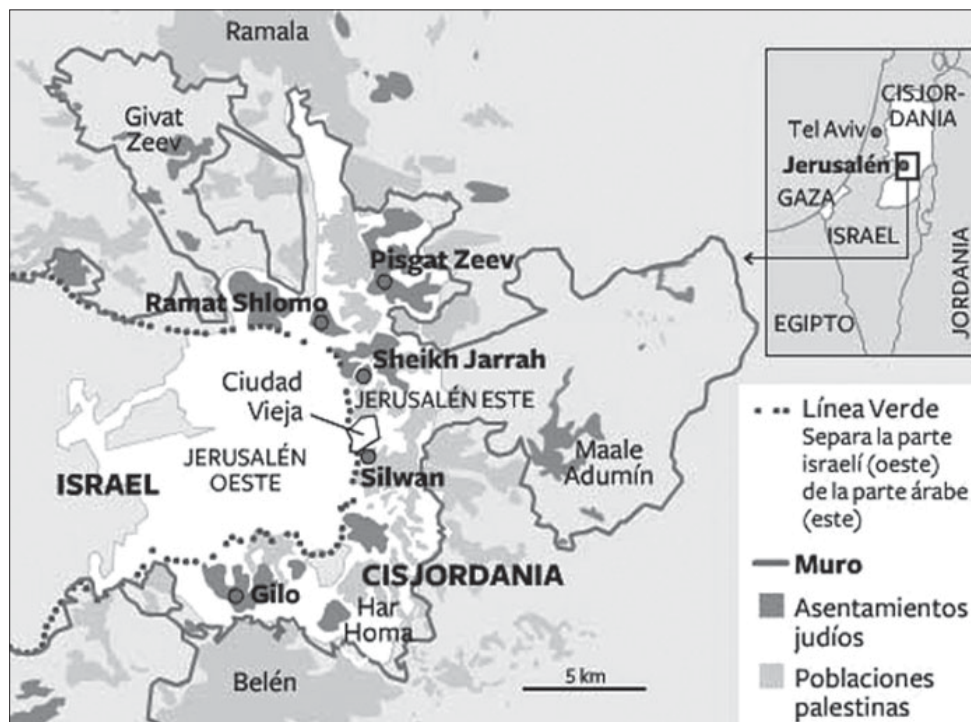 Ramala
Givat
Zeev
Pisgat Zeev
Ramat Shlomo
Sheikh Jarrah
Ciudad
Vieja
JERUSALÉN ESTE
JERUSALÉN
OESTE
ISRAEL
Silwan
Maale
Adumín
CISJORDANIA
Gilo
Har
Homa
Belén
5 km
CISJOR-
DANIA
Tel Aviv
Jerusalén
GAZA
ISRAEL
EGIPTO
JORDANIA
Línea Verde
Separa la parte
israelí (oeste)
de la parte árabe
(este)
Muro
Asentamientos
judíos
Poblaciones
palestinas